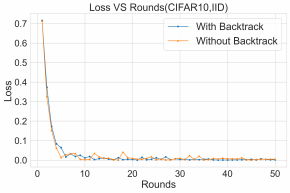 Loss VS Rounds(CIFAR10,IID)
With Backtrack
Without Backtrack
Loss
0.7
0.6
0.5
0.4
0.3
0.2
0.1
0.0
0 10 20 30 40 50
Rounds